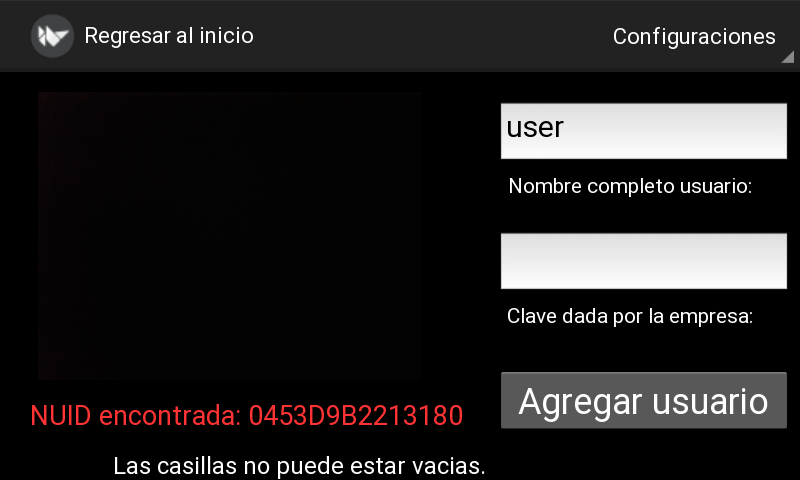 Regresar al inicio
Configuraciones
user
Nombre completo usuario:
Clave dada por la empresa:
Agregar usuario
NUID encontrada: 0453D9B2213180
Las casillas no puede estar vacias.